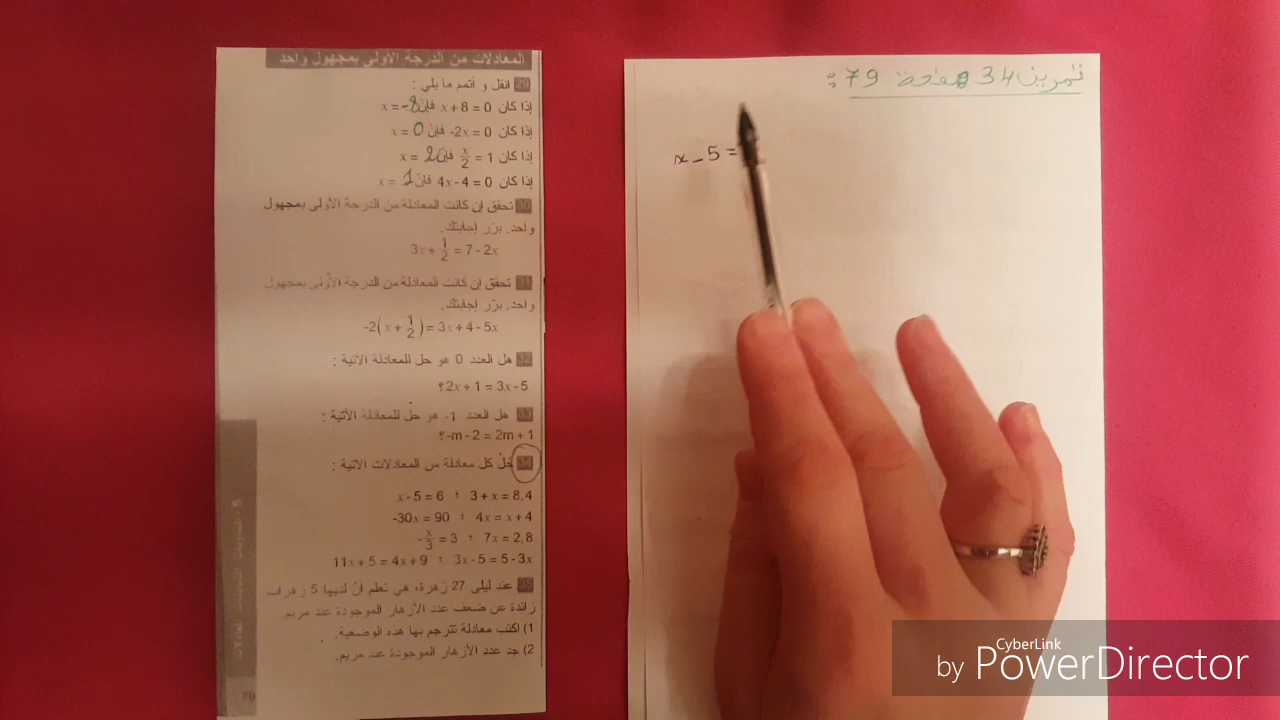 المعادلات من الدرجة الأولى بمجهول واحد
29 انقل و أتمم ما يلي :
إذا كان x + 8 = 0 فإن x = -8
إذا كان -2x = 0 فإن x = 0
إذا كان x/2 = 1 فإن x = 2
إذا كان 4x - 4 = 0 فإن x = 1
30 تحقق ان كانت المعادلة من الدرجة الأولى بمجهول
واحد. برّر إجابتك.
3x + 1/2 = 7 - 2x
31 تحقق ان كانت المعادلة من الدرجة الأولى بمجهول
واحد. برّر إجابتك.
-2(x + 1/2) = 3x + 4 - 5x
32 هل العدد 0 هو حل للمعادلة الاتية :
2x + 1 = 3x - 5؟
33 هل العدد -1 هو حل للمعادلة الأتية :
-m - 2 = 2m + 1؟
34 حل كل معادلة من المعادلات الاتية :
x - 5 = 6 ؛ 3 + x = 8,4
-30x = 90 ؛ 4x = x + 4
-x/3 = 3 ؛ 7x = 2,8
11x + 5 = 4x + 9 ؛ 3x - 5 = 5 - 3x
35 عند ليلى 27 زهرة، هي تعلم أنّ لديها 5 زهرات
زائدة عن ضعف عدد الأزهار الموجودة عند مريم.
1) اكتب معادلة تترجم بها هذه الوضعية.
2) جد عدد الأزهار الموجودة عند مريم.
79
تمرين 34 صفحة 79 :
x - 5 =
CyberLink
by PowerDirector